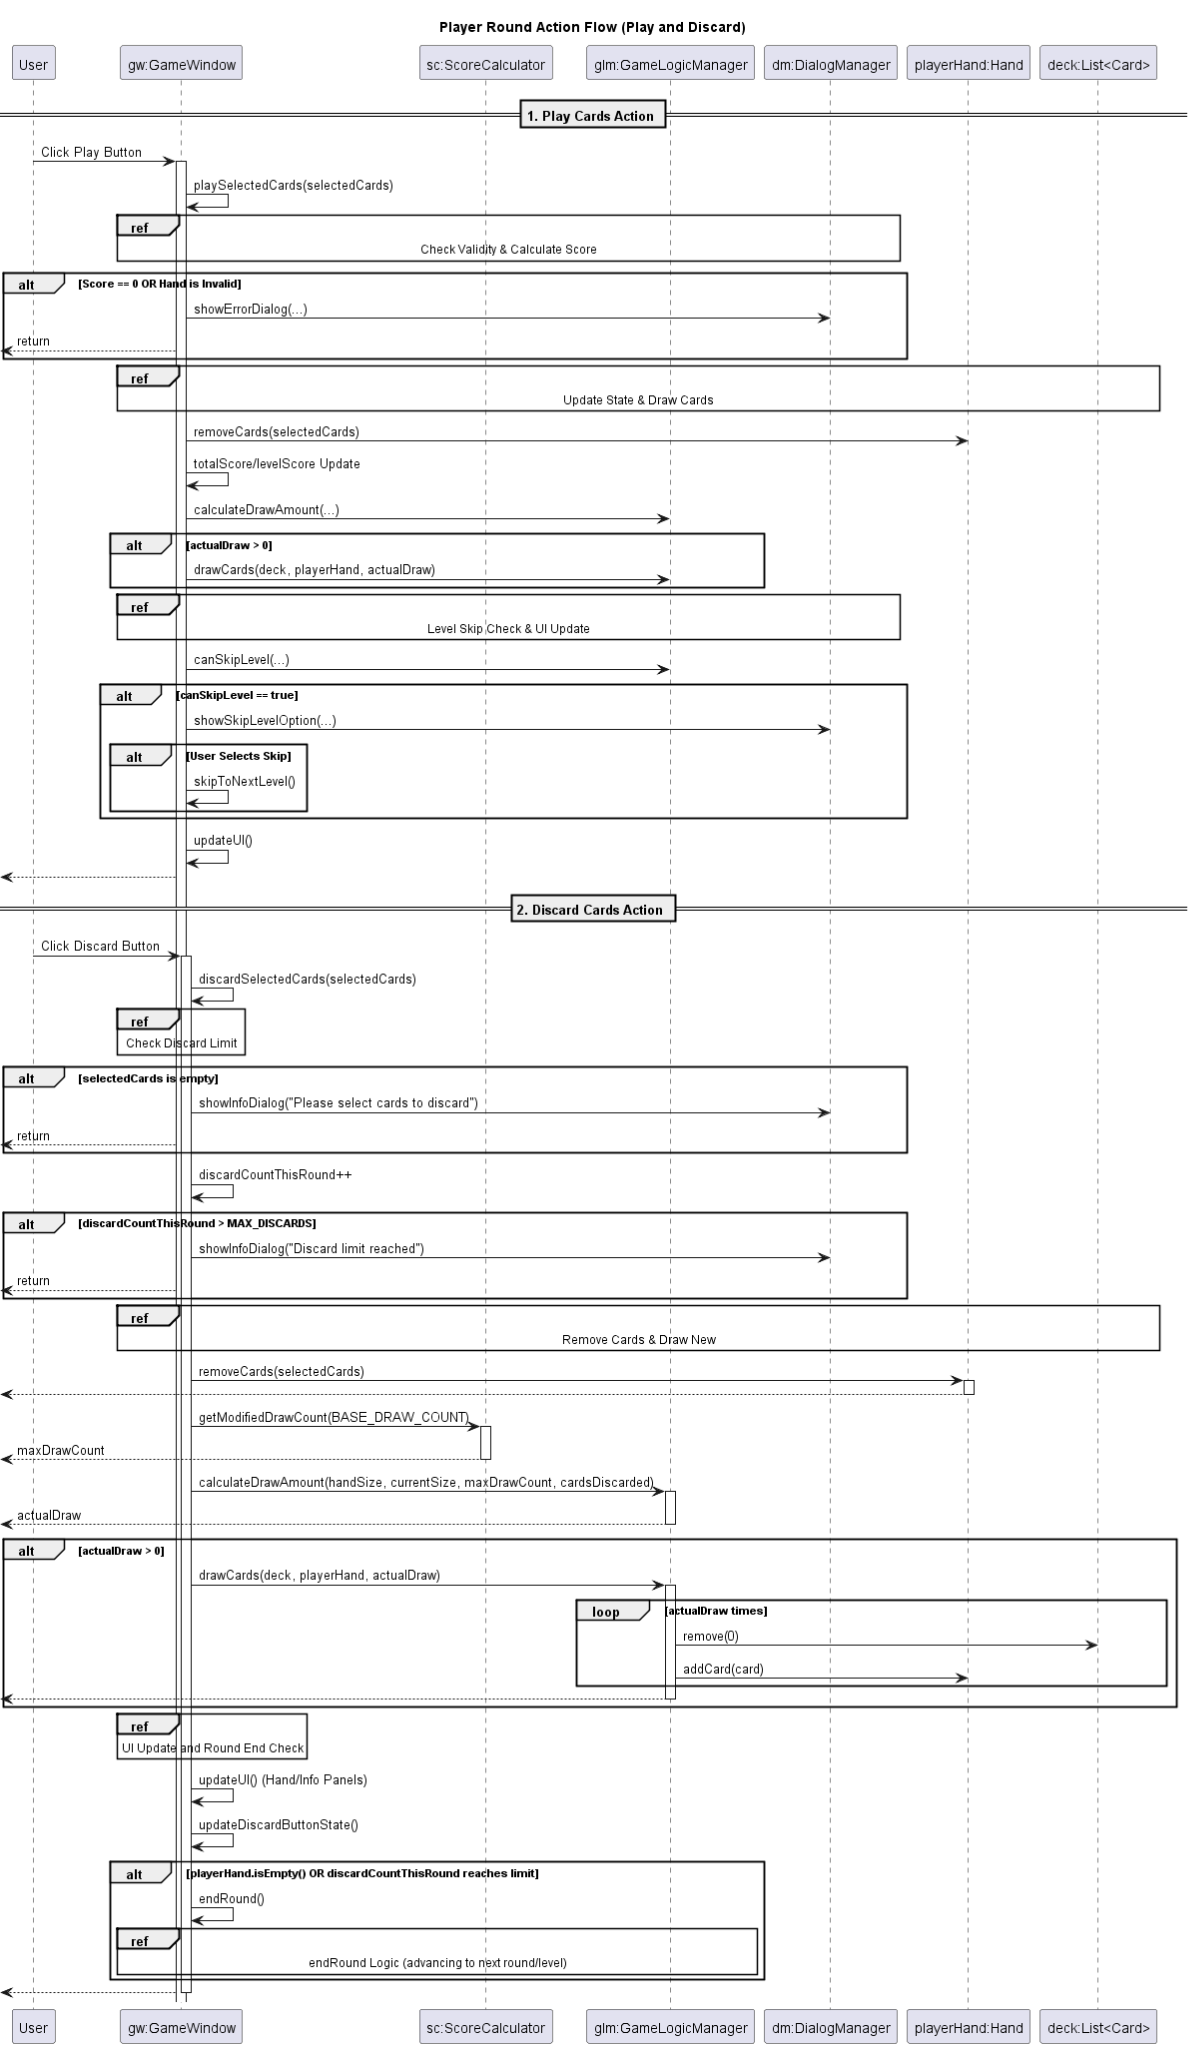 Player Round Action Flow (Play and Discard)
User
gw:GameWindow
sc:ScoreCalculator
glm:GameLogicManager
dm:DialogManager
playerHand:Hand
deck:List<Card>
1. Play Cards Action
Click Play Button
playSelectedCards(selectedCards)
ref
Check Validity & Calculate Score
alt
[Score == 0 OR Hand is Invalid]
showErrorDialog(...)
return
ref
Update State & Draw Cards
removeCards(selectedCards)
totalScore/levelScore Update
calculateDrawAmount(...)
alt
[actualDraw > 0]
drawCards(deck, playerHand, actualDraw)
ref
Level Skip Check & UI Update
canSkipLevel(...)
alt
[canSkipLevel == true]
showSkipLevelOption(...)
alt
[User Selects Skip]
skipToNextLevel()
updateUI()
2. Discard Cards Action
Click Discard Button
discardSelectedCards(selectedCards)
ref
Check Discard Limit
alt
[selectedCards is empty]
showInfoDialog("Please select cards to discard")
return
discardCountThisRound++
alt
[discardCountThisRound > MAX_DISCARDS]
showInfoDialog("Discard limit reached")
return
ref
Remove Cards & Draw New
removeCards(selectedCards)
getModifiedDrawCount(BASE_DRAW_COUNT)
maxDrawCount
calculateDrawAmount(handSize, currentSize, maxDrawCount, cardsDiscarded)
actualDraw
alt
[actualDraw > 0]
drawCards(deck, playerHand, actualDraw)
loop
[actualDraw times]
remove(0)
addCard(card)
ref
UI Update and Round End Check
updateUI() (Hand/Info Panels)
updateDiscardButtonState()
alt
[playerHand.isEmpty() OR discardCountThisRound reaches limit]
endRound()
ref
endRound Logic (advancing to next round/level)
User
gw:GameWindow
sc:ScoreCalculator
glm:GameLogicManager
dm:DialogManager
playerHand:Hand
deck:List<Card>